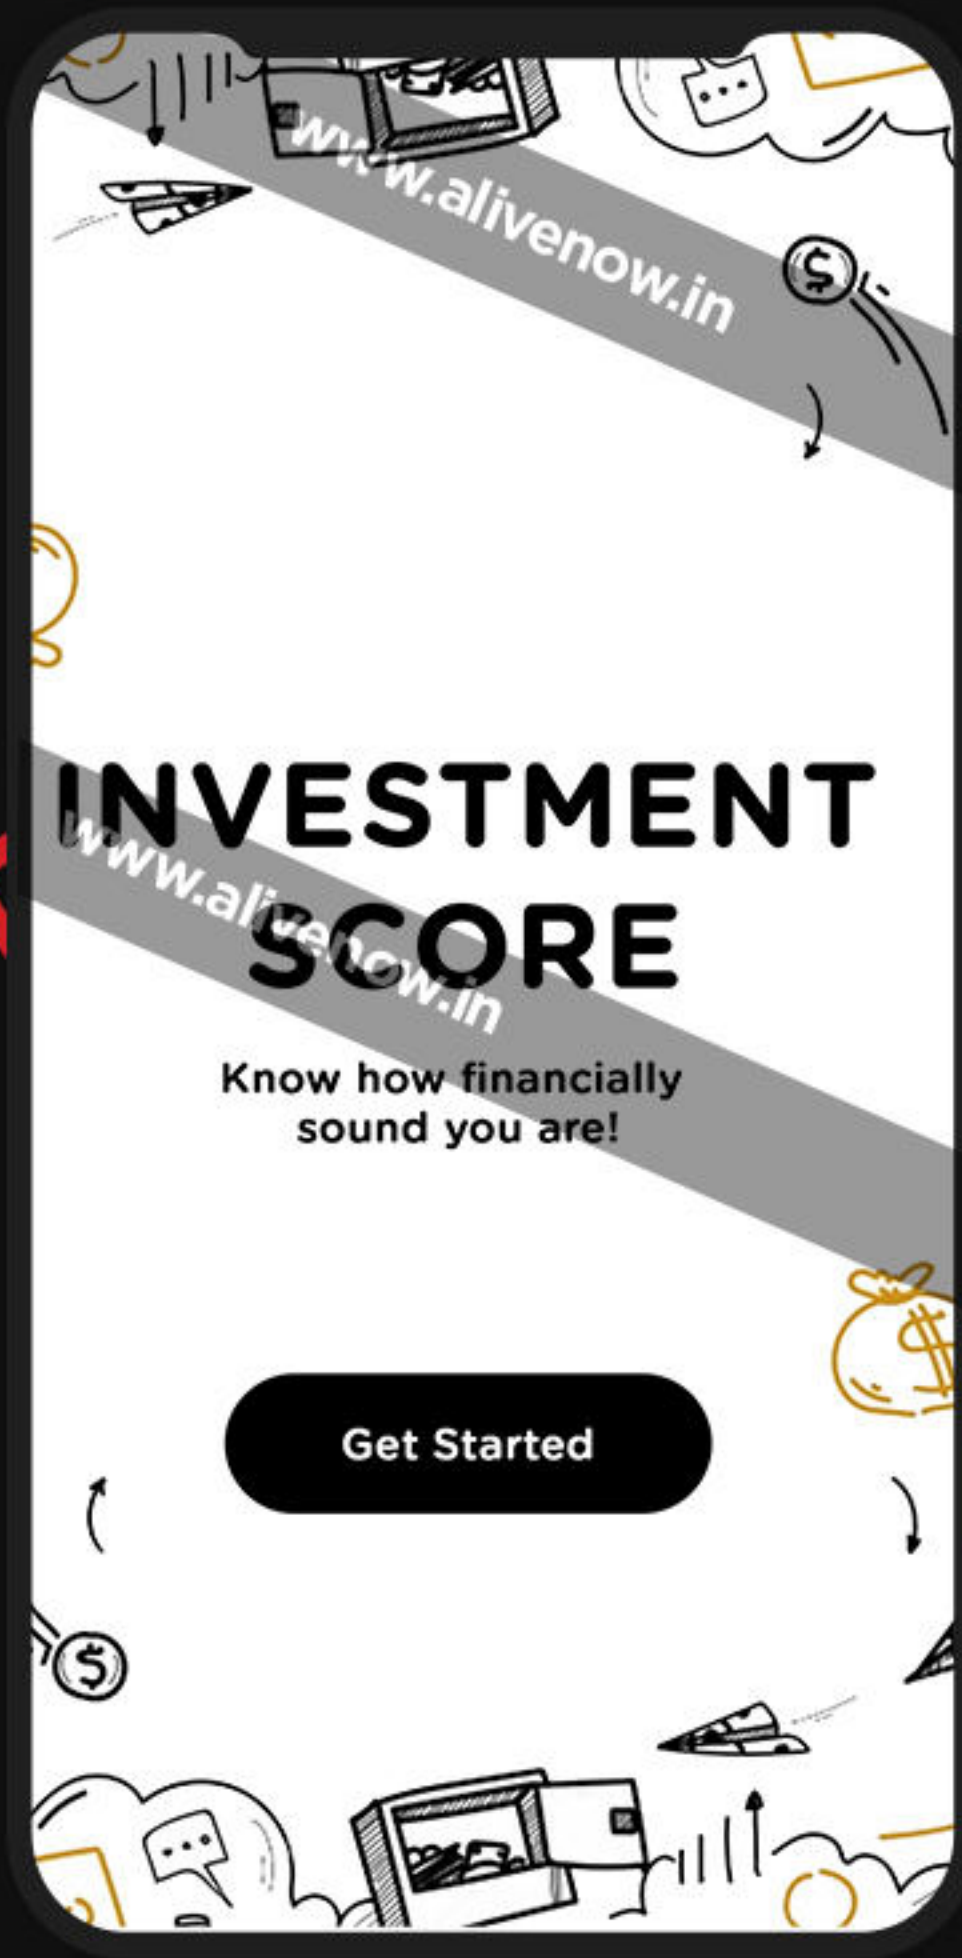 www.alivenow.in
$
INVESTMENT
www.alivenow.in
SCORE
Know how financially
sound you are!
$
Get Started
$